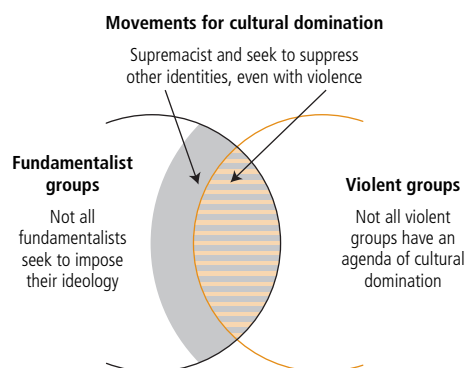 Movements for cultural domination
Supremacist and seek to suppress
other identities, even with violence
Fundamentalist
groups
Not all
fundamentalists
seek to impose
their ideology
Violent groups
Not all violent
groups have an
agenda of cultural
domination